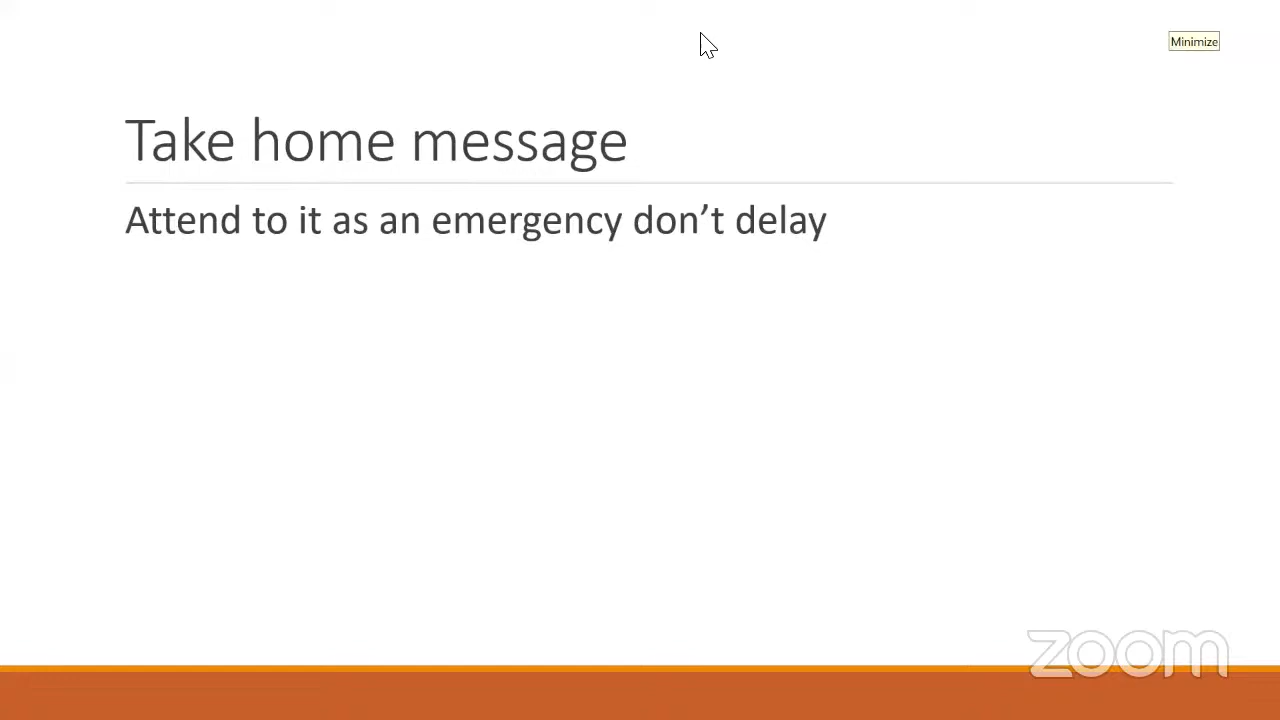 Minimize
Take home message
Attend to it as an emergency don’t delay
zoom